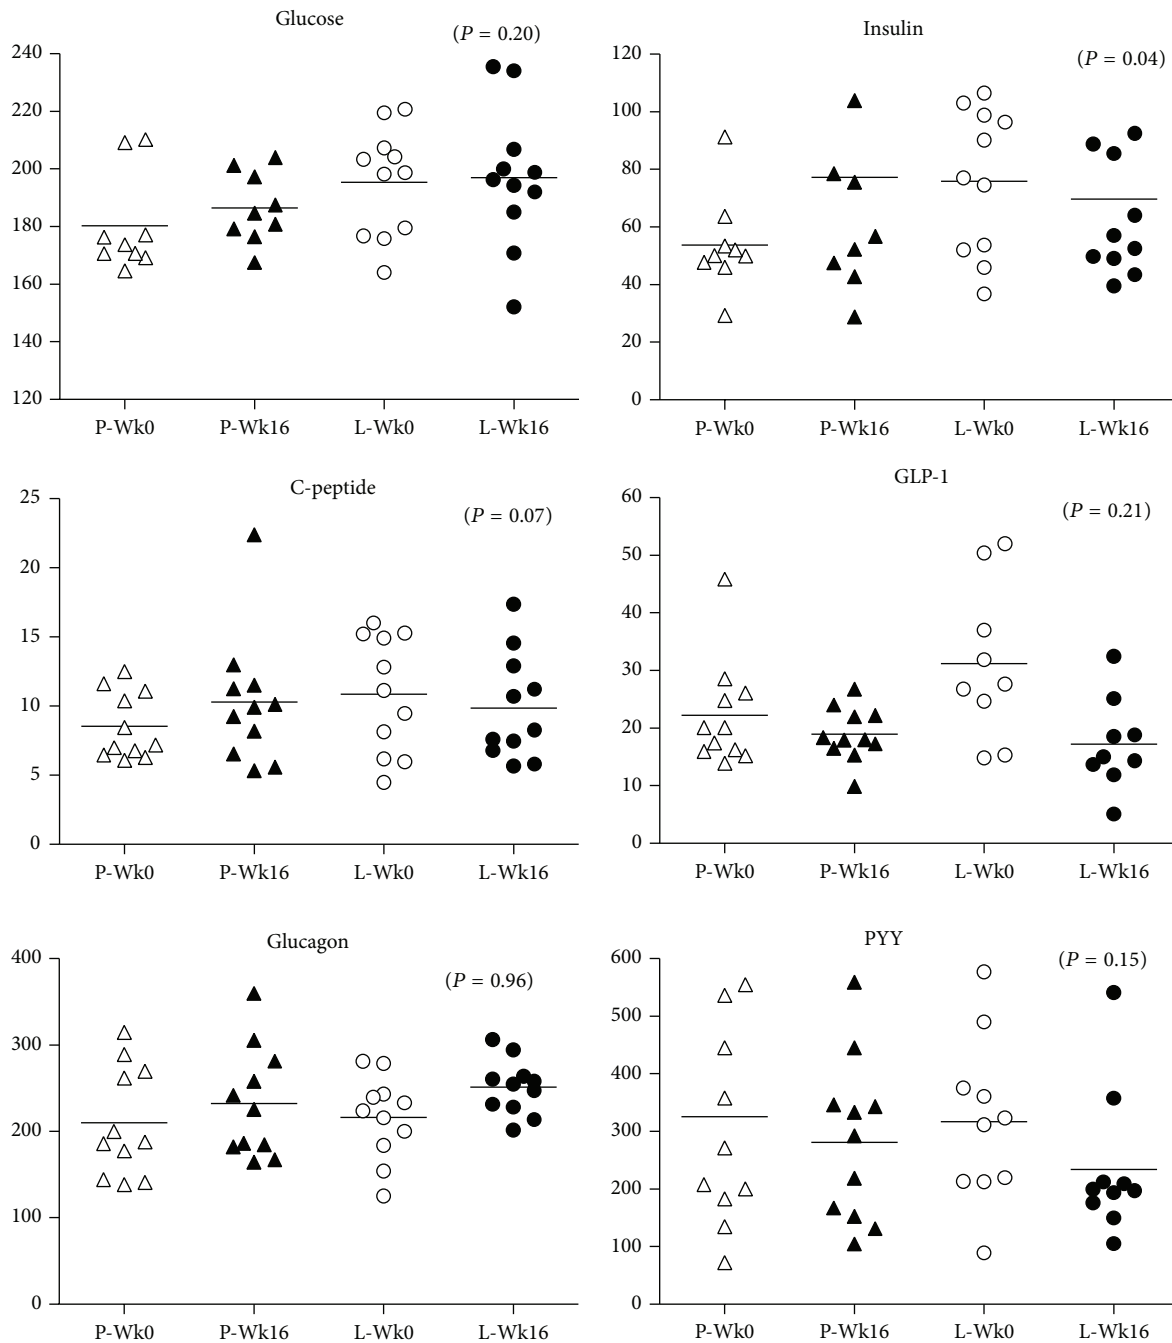 Glucose
(P = 0.20)
240
220
200
180
160
140
120
P-Wk0 P-Wk16 L-Wk0 L-Wk16
Insulin
(P = 0.04)
120
100
80
60
40
20
0
P-Wk0 P-Wk16 L-Wk0 L-Wk16
C-peptide
(P = 0.07)
25
20
15
10
5
0
P-Wk0 P-Wk16 L-Wk0 L-Wk16
GLP-1
(P = 0.21)
60
50
40
30
20
10
0
P-Wk0 P-Wk16 L-Wk0 L-Wk16
Glucagon
(P = 0.96)
400
300
200
100
0
P-Wk0 P-Wk16 L-Wk0 L-Wk16
PYY
(P = 0.15)
600
500
400
300
200
100
0
P-Wk0 P-Wk16 L-Wk0 L-Wk16